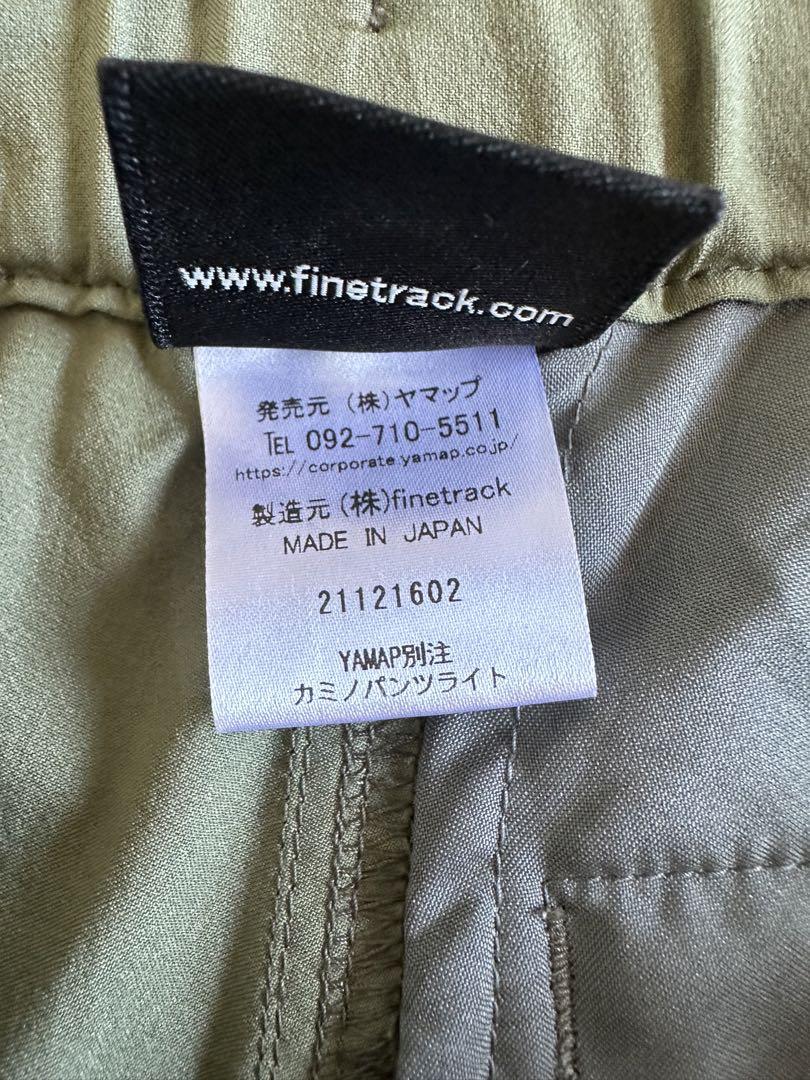 www.finetrack.com
発売元 (株)ヤマップ
TEL 092-710-5511
https://corporate.yamap.co.jp/
製造元 (株)finetrack
MADE IN JAPAN
21121602
YAMAP別注
カミノパンツライト